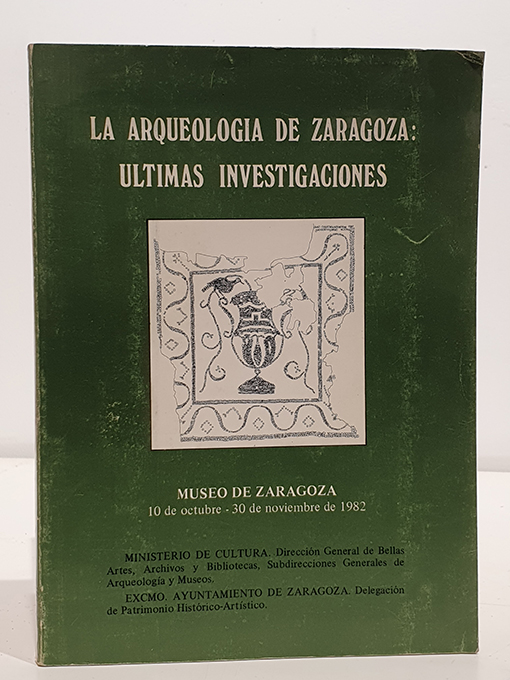 LA ARQUEOLOGIA DE ZARAGOZA:
ULTIMAS INVESTIGACIONES
MUSEO DE ZARAGOZA
10 de octubre - 30 de noviembre de 1982
MINISTERIO DE CULTURA. Dirección General de Bellas
Artes, Archivos y Bibliotecas, Subdirecciones Generales de
Arqueología y Museos.
EXCMO. AYUNTAMIENTO DE ZARAGOZA. Delegación
de Patrimonio Histórico-Artístico.